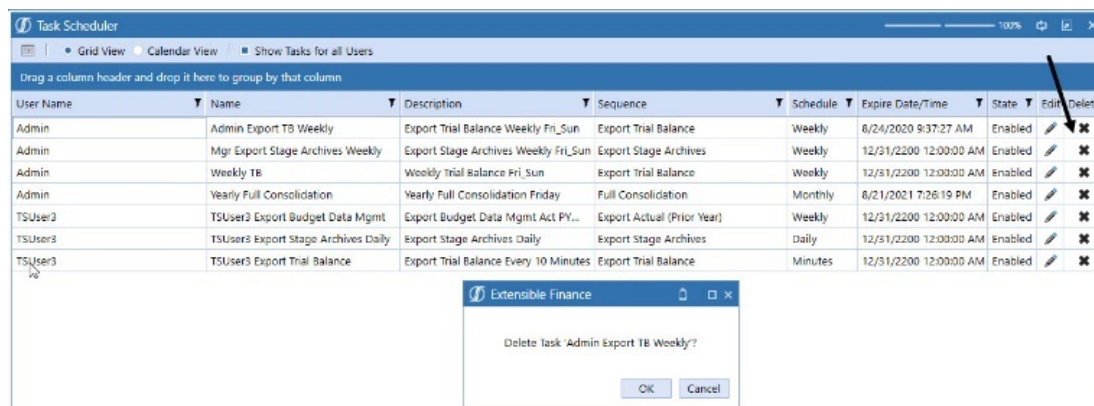 Task Scheduler 100%
Grid View Calendar View Show Tasks for all Users
Drag a column header and drop it here to group by that column
User Name Name Description Sequence Schedule Expire Date/Time State Edit Delet
Admin Admin Export TB Weekly Export Trial Balance Weekly Fri_Sun Export Trial Balance Weekly 8/24/2020 9:37:27 AM Enabled
Admin Mgr Export Stage Archives Weekly Export Stage Archives Weekly Fri_Sun Export Stage Archives Weekly 12/31/2200 12:00:00 AM Enabled
Admin Weekly TB Weekly Trial Balance Fri_Sun Export Trial Balance Weekly 12/31/2200 12:00:00 AM Enabled
Admin Yearly Full Consolidation Yearly Full Consolidation Friday Full Consolidation Monthly 8/21/2021 7:26:19 PM Enabled
TSUser3 TSUser3 Export Budget Data Mgmt Export Budget Data Mgmt Act PY... Export Actual (Prior Year) Weekly 12/31/2200 12:00:00 AM Enabled
TSUser3 TSUser3 Export Stage Archives Daily Export Stage Archives Daily Export Stage Archives Daily 12/31/2200 12:00:00 AM Enabled
TSUser3 TSUser3 Export Trial Balance Export Trial Balance Every 10 Minutes Export Trial Balance Minutes 12/31/2200 12:00:00 AM Enabled
Extensible Finance
Delete Task 'Admin Export TB Weekly'?
OK Cancel